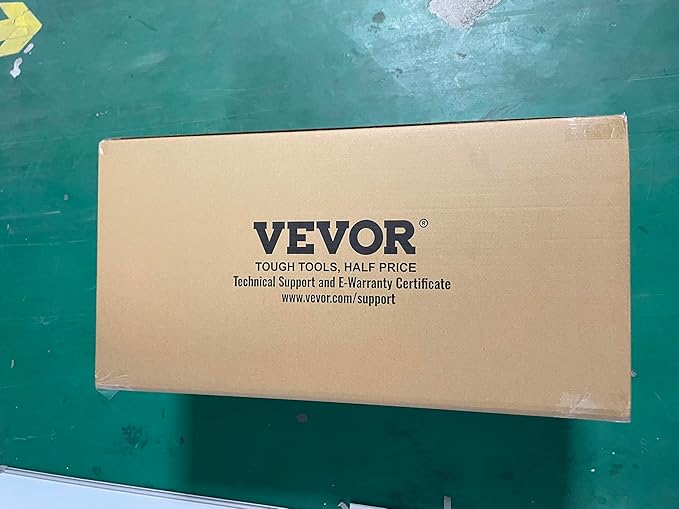 VEVOR®
TOUGH TOOLS, HALF PRICE
Technical Support and E-Warranty Certificate
www.vevor.com/support